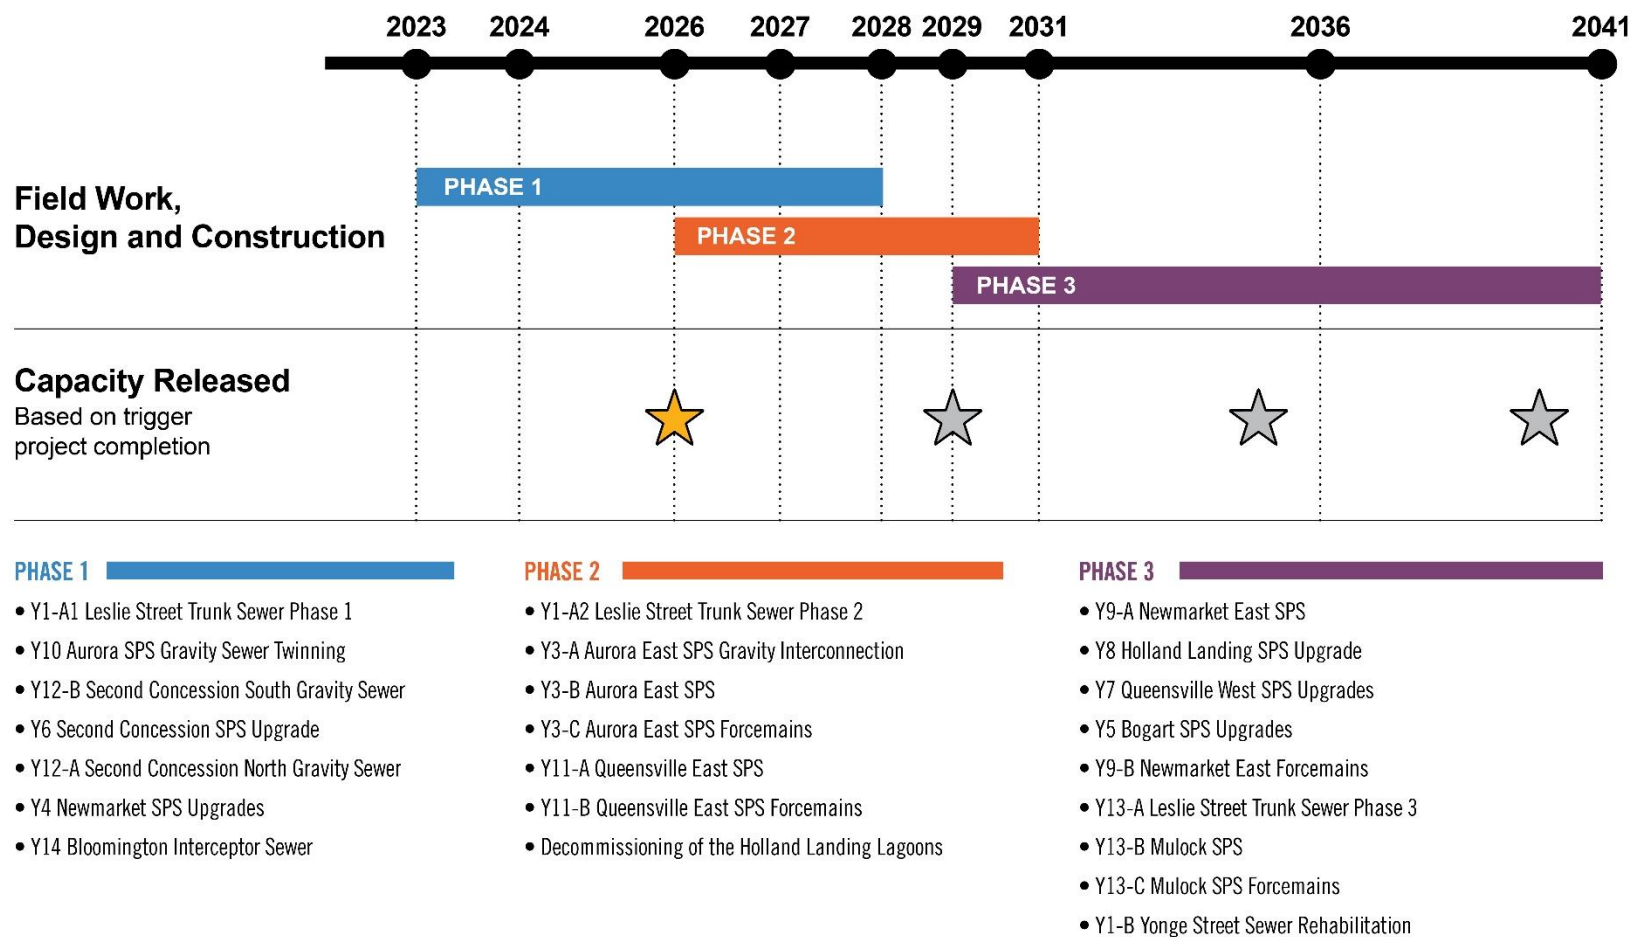 2023 2024 2026 2027 2028 2029 2031 2036 2041
Field Work,
Design and Construction
PHASE 1
PHASE 2
PHASE 3
Capacity Released
Based on trigger
project completion
PHASE 1
• Y1-A1 Leslie Street Trunk Sewer Phase 1
• Y10 Aurora SPS Gravity Sewer Twinning
• Y12-B Second Concession South Gravity Sewer
• Y6 Second Concession SPS Upgrade
• Y12-A Second Concession North Gravity Sewer
• Y4 Newmarket SPS Upgrades
• Y14 Bloomington Interceptor Sewer
PHASE 2
• Y1-A2 Leslie Street Trunk Sewer Phase 2
• Y3-A Aurora East SPS Gravity Interconnection
• Y3-B Aurora East SPS
• Y3-C Aurora East SPS Forcemains
• Y11-A Queensville East SPS
• Y11-B Queensville East SPS Forcemains
• Decommissioning of the Holland Landing Lagoons
PHASE 3
• Y9-A Newmarket East SPS
• Y8 Holland Landing SPS Upgrade
• Y7 Queensville West SPS Upgrades
• Y5 Bogart SPS Upgrades
• Y9-B Newmarket East Forcemains
• Y13-A Leslie Street Trunk Sewer Phase 3
• Y13-B Mulock SPS
• Y13-C Mulock SPS Forcemains
• Y1-B Yonge Street Sewer Rehabilitation